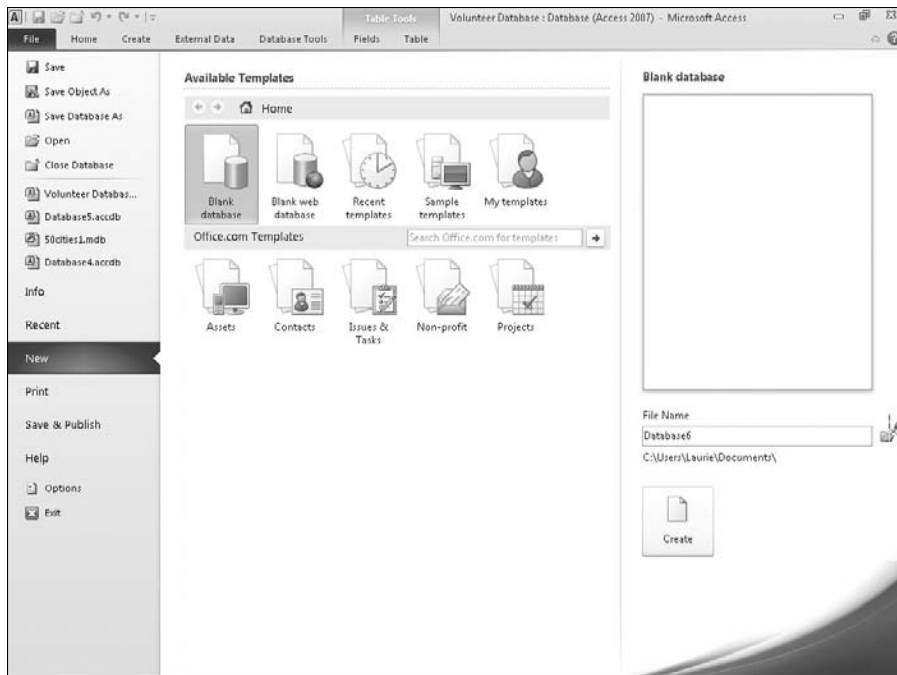 Table Tools
Volunteer Database : Database (Access 2007) - Microsoft Access
File Home Create External Data Database Tools Fields Table
Save
Save Object As
Save Database As
Open
Close Database
Volunteer Databas...
Database5.accdb
50cities1.mdb
Database4.accdb
Info
Recent
New
Print
Save & Publish
Help
Options
Exit
Available Templates
Home
Blank database
Blank web database
Recent templates
Sample templates
My templates
Office.com Templates
Search Office.com for templates
Assets
Contacts
Issues & Tasks
Non-profit
Projects
Blank database
File Name
Database6
C:\Users\Laurie\Documents\
Create